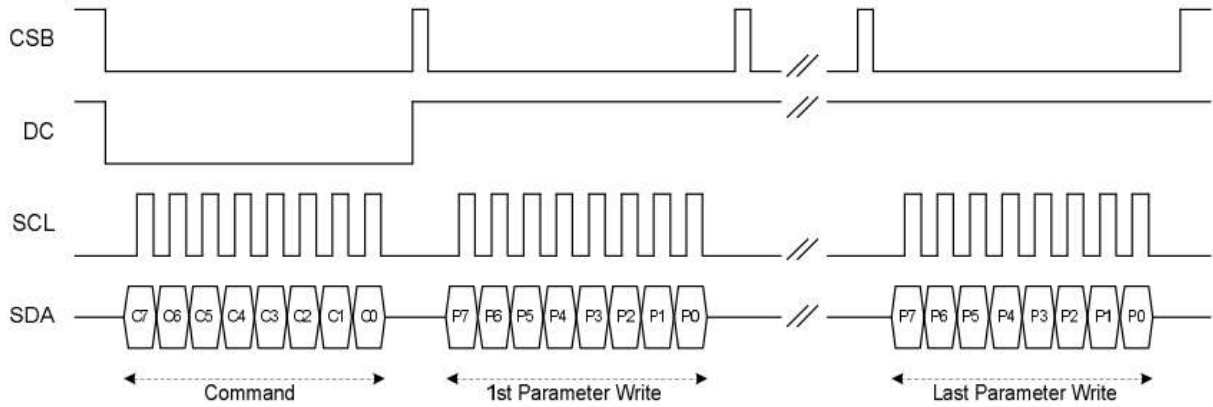 CSB
DC
SCL
SDA
C7 C6 C5 C4 C3 C2 C1 C0 P7 P6 P5 P4 P3 P2 P1 P0 P7 P6 P5 P4 P3 P2 P1 P0
Command 1st Parameter Write Last Parameter Write